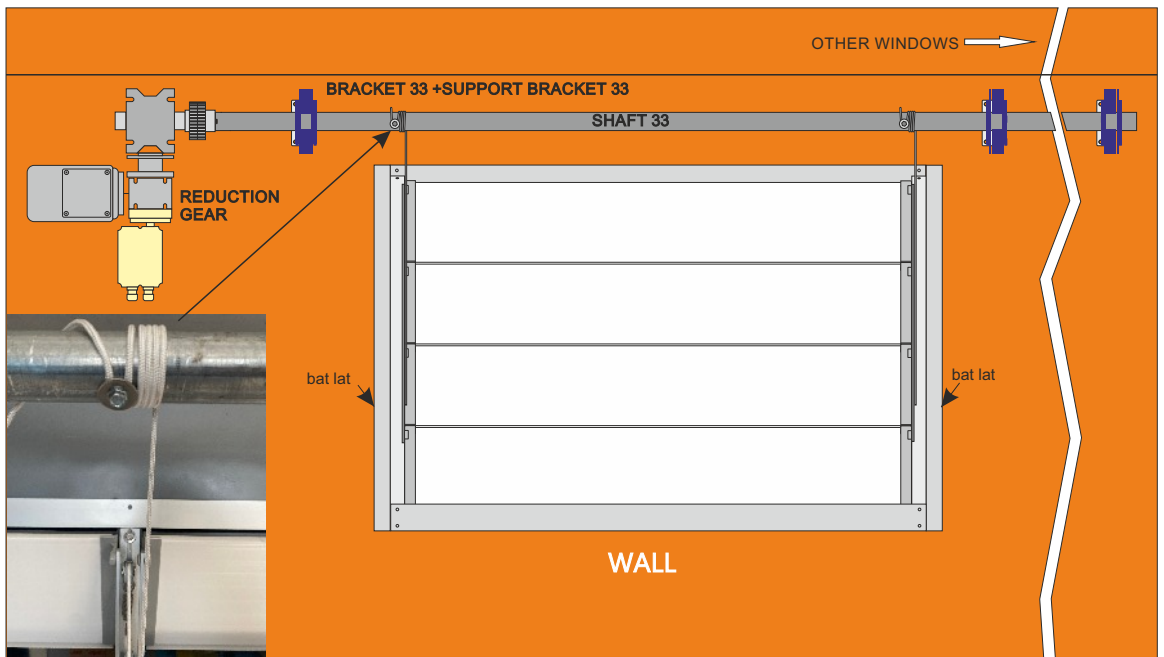 OTHER WINDOWS
BRACKET 33 +SUPPORT BRACKET 33
SHAFT 33
REDUCTION
GEAR
bat lat
bat lat
WALL